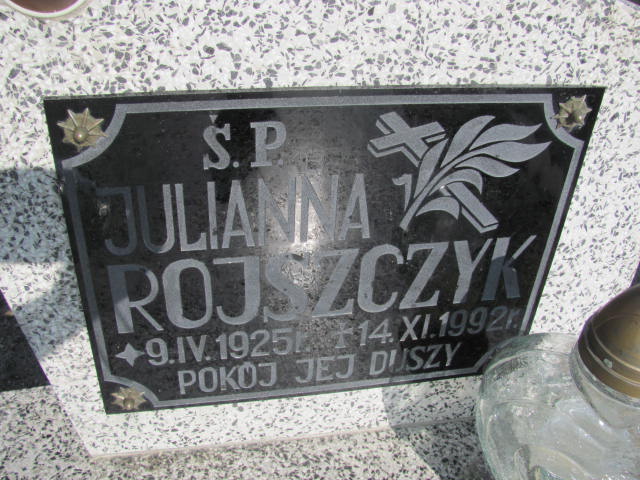 Ś.P.
JULIANNA
ROJSZCZYK
9.IV.1925r. †14.XI.1992r.
POKÓJ JEJ DUSZY